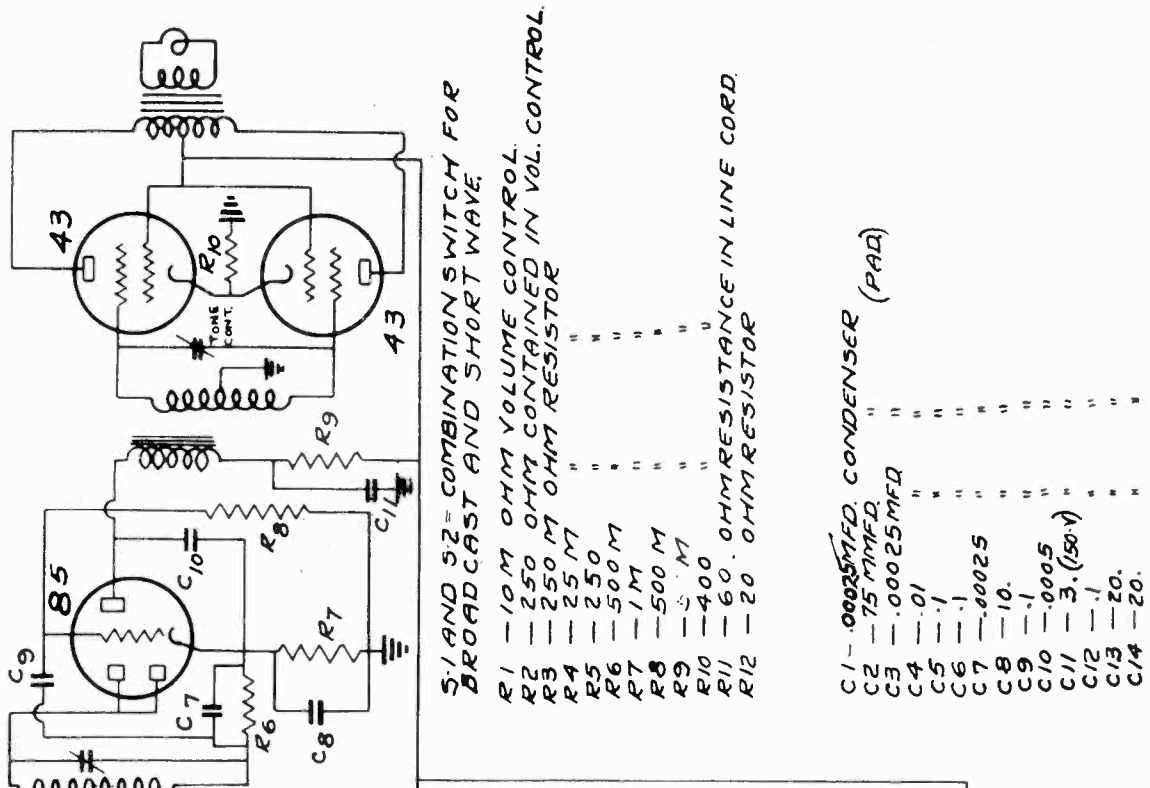 43
R10
TONE
CONT.
43
85
C9
C10
R9
C11
R8
R7
C7
R6
C8
S-1 AND S-2 = COMBINATION SWITCH FOR
BROADCAST AND SHORT WAVE.
R1 — 10 M OHM VOLUME CONTROL.
R2 — 250 OHM CONTAINED IN VOL. CONTROL.
R3 — 250 M OHM RESISTOR
R4 — 25 M " "
R5 — 250 " "
R6 — 500 M " "
R7 — 1 M " "
R8 — 500 M " "
R9 — M " "
R10 — 400 " "
R11 — 60. OHM RESISTANCE IN LINE CORD.
R12 — 20 OHM RESISTOR
C1 — .00025 MFD. CONDENSER (PAD.)
C2 — 75 MMFD. "
C3 — .00025 MFD. "
C4 — .01 " "
C5 — .1 " "
C6 — .1 " "
C7 — .00025 " "
C8 — 10. " "
C9 — .1 " "
C10 — .0005 " "
C11 — 3. (150-V) " "
C12 — .1 " "
C13 — 20. " "
C14 — 20. " "